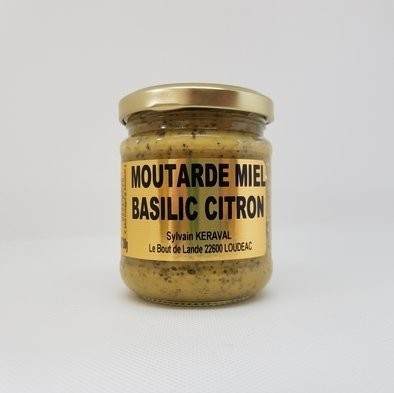 MOUTARDE MIEL
BASILIC CITRON
Sylvain KERAVAL
Le Bout de Lande 22600 LOUDEAC